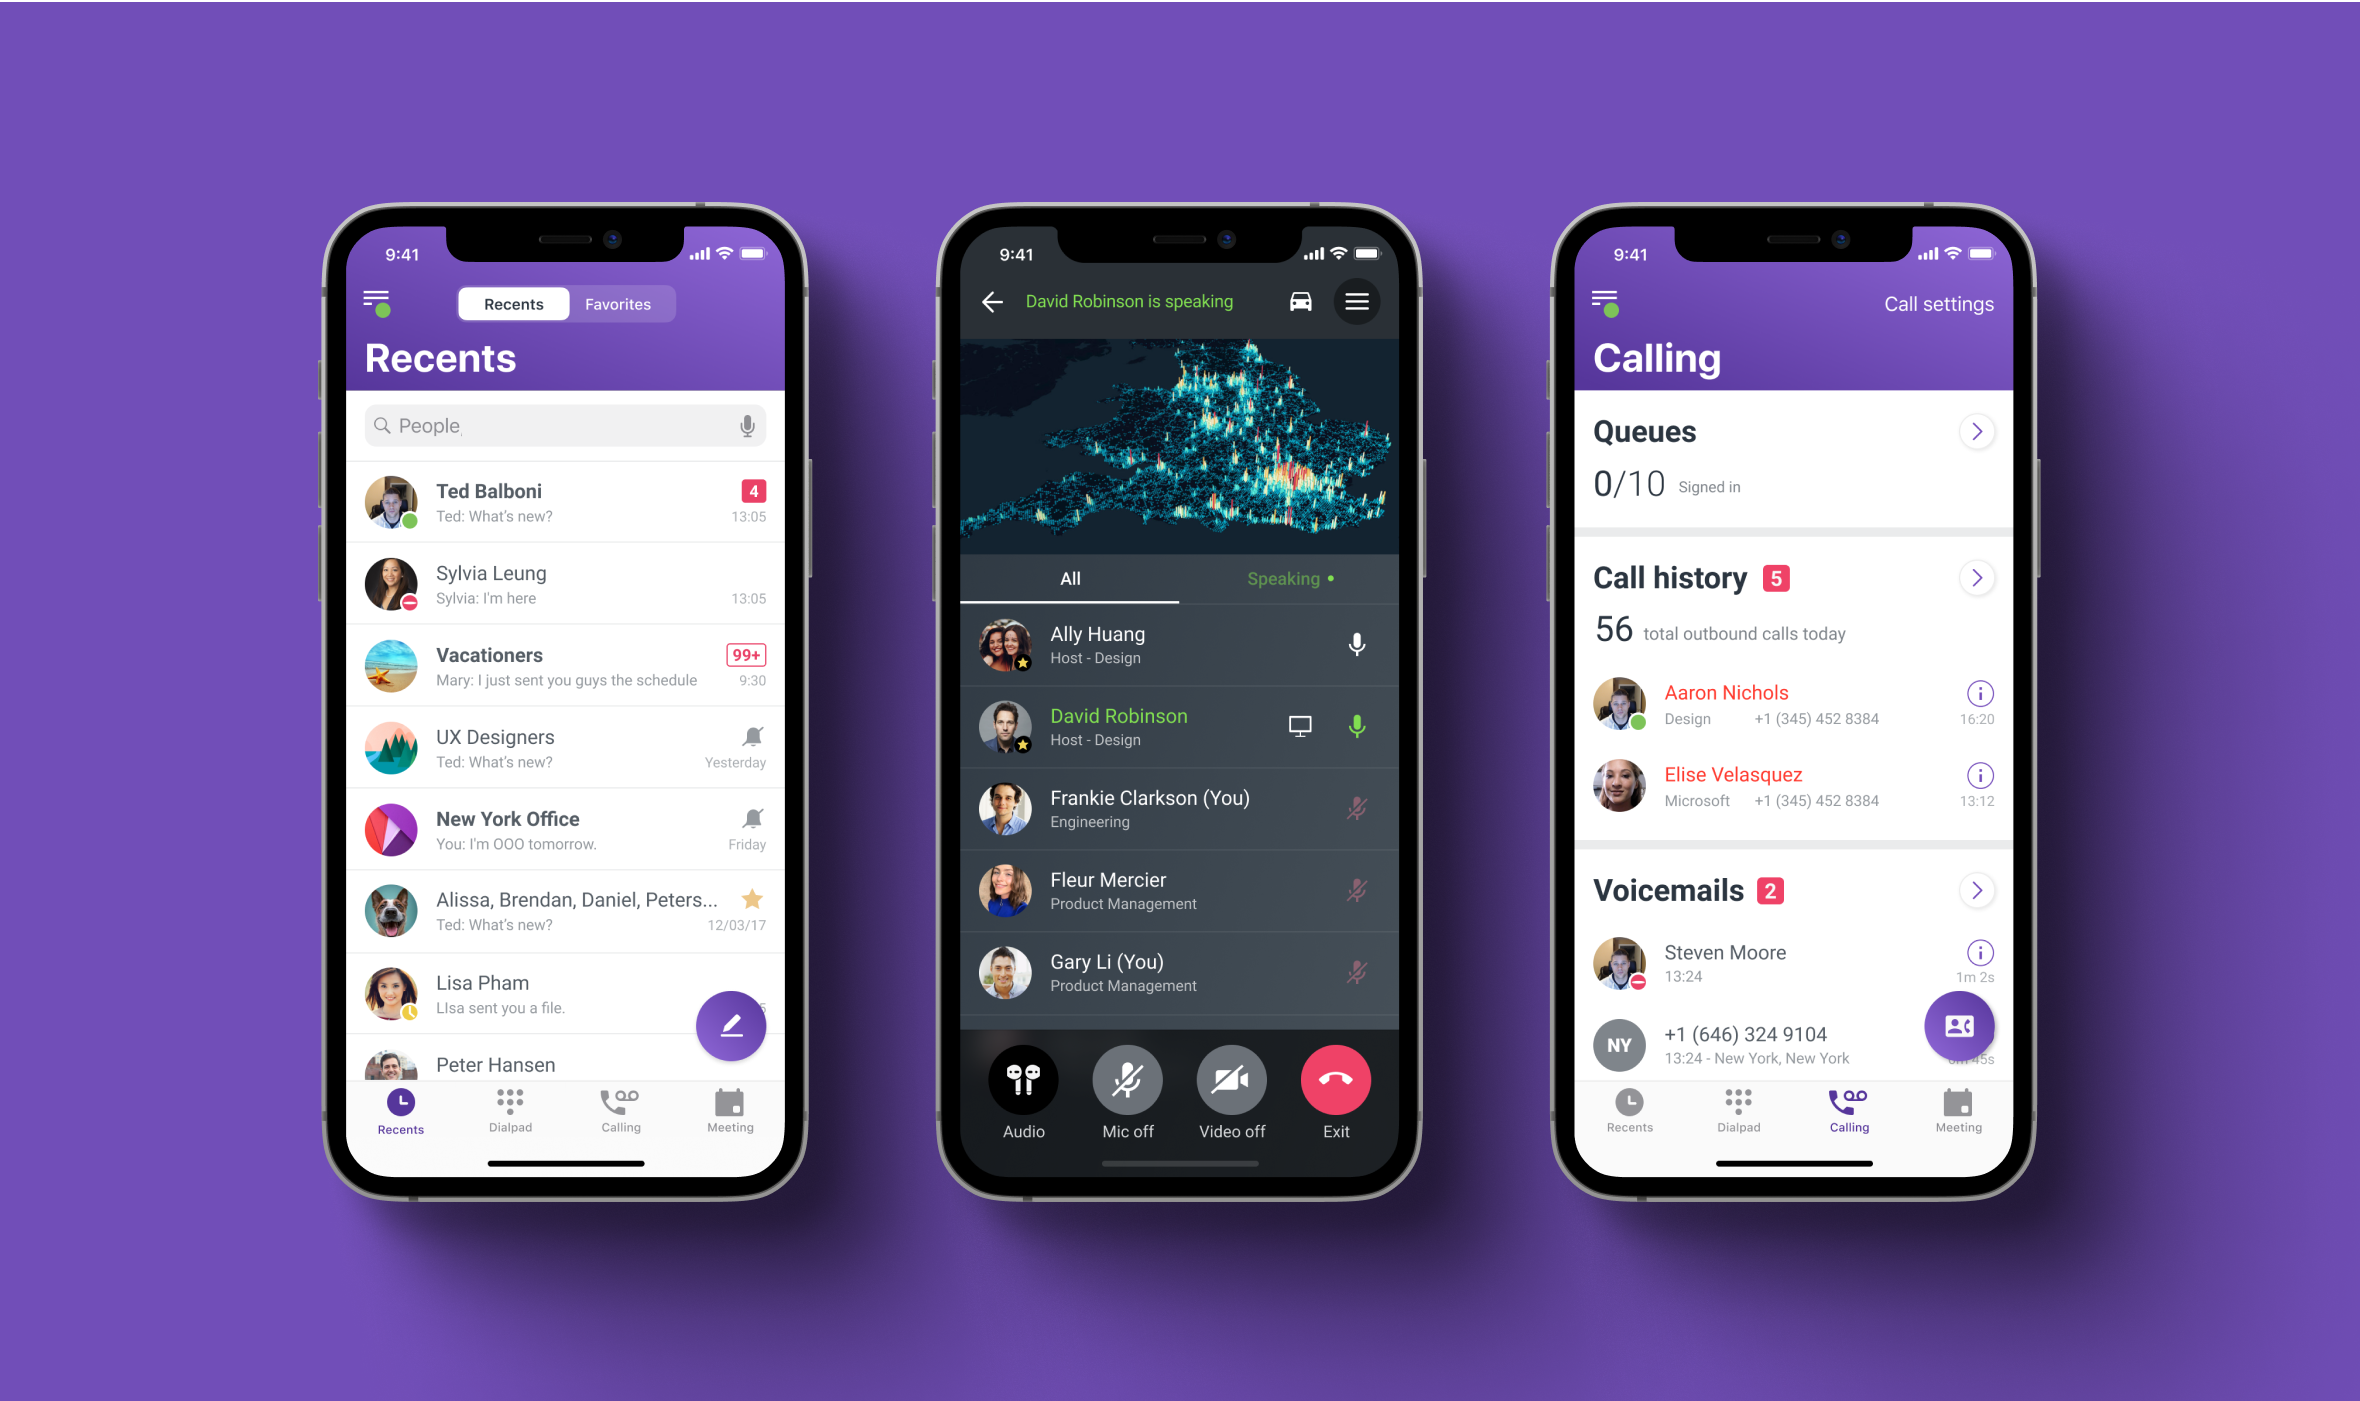 9:41
Recents Favorites
Recents
People
Ted Balboni 4
Ted: What's new? 13:05
Sylvia Leung
Sylvia: I'm here 13:05
Vacationers 99+
Mary: I just sent you guys the schedule 9:30
UX Designers
Ted: What's new? Yesterday
New York Office
You: I'm OOO tomorrow. Friday
Alissa, Brendan, Daniel, Peters...
Ted: What's new? 12/03/17
Lisa Pham
LIsa sent you a file.
Peter Hansen
Recents Dialpad Calling Meeting
9:41
David Robinson is speaking
All Speaking
Ally Huang
Host - Design
David Robinson
Host - Design
Frankie Clarkson (You)
Engineering
Fleur Mercier
Product Management
Gary Li (You)
Product Management
Audio Mic off Video off Exit
9:41
Call settings
Calling
Queues
0/10 Signed in
Call history 5
56 total outbound calls today
Aaron Nichols
Design +1 (345) 452 8384 16:20
Elise Velasquez
Microsoft +1 (345) 452 8384 13:12
Voicemails 2
Steven Moore
13:24 1m 2s
NY +1 (646) 324 9104
13:24 - New York, New York
Recents Dialpad Calling Meeting